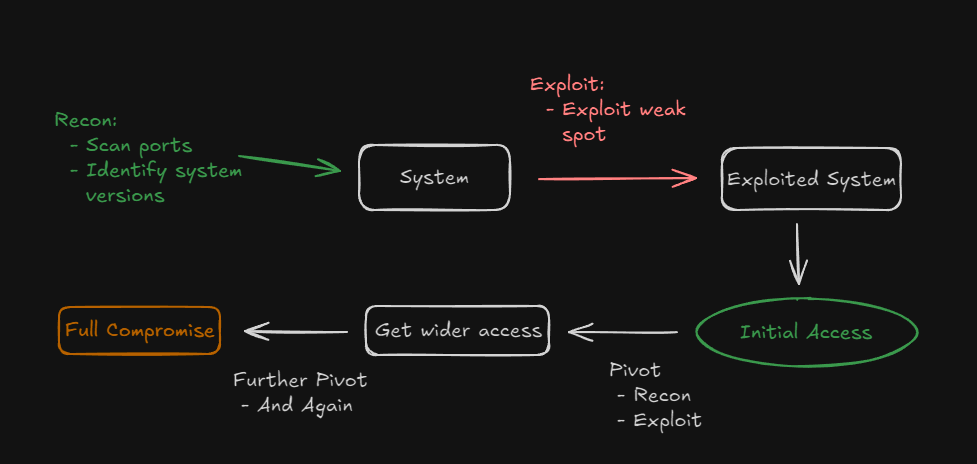 Exploit:
- Exploit weak
spot
Recon:
- Scan ports
- Identify system
versions
System
Exploited System
Full Compromise
Get wider access
Initial Access
Further Pivot
- And Again
Pivot
- Recon
- Exploit